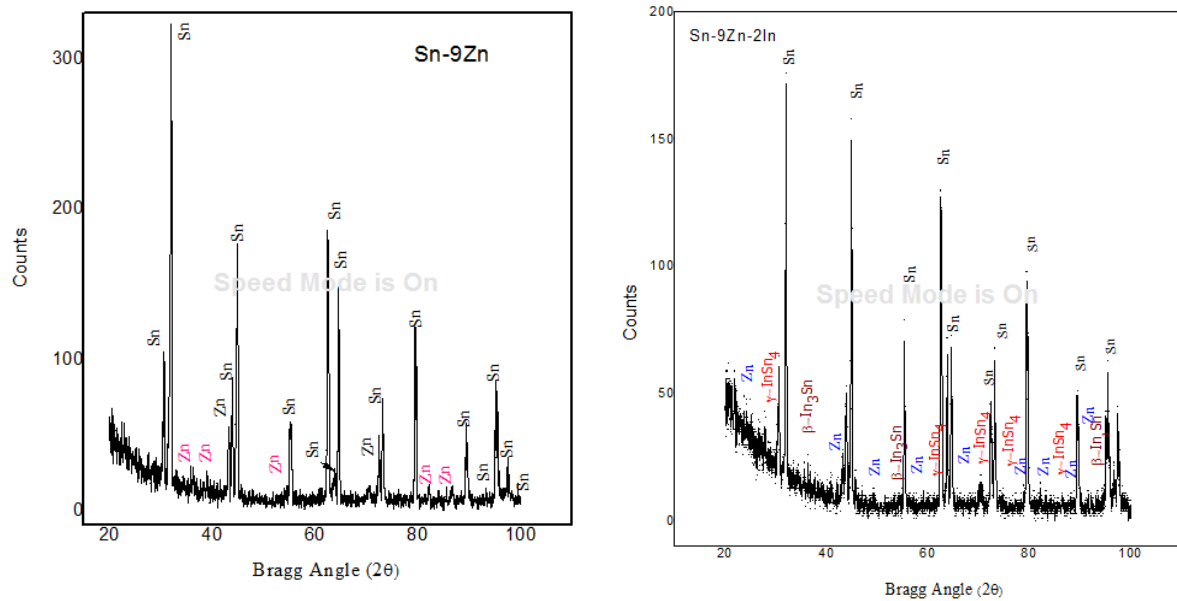 Sn-9Zn
300
200
100
0
Counts
Sn
Sn
Zn
Zn
Zn
Sn
Sn
Zn
Sn
Sn
Sn
Sn
Zn
Sn
Zn
Zn
Sn
Sn
Sn
Sn
Speed Mode is On
20
40
60
80
100
Bragg Angle (2θ)
Sn-9Zn-2In
200
150
100
50
0
Counts
Zn
γ-InSn4
Sn
β-In3Sn
Zn
Sn
Zn
β-In3Sn
Sn
Zn
γ-InSn4
Sn
Sn
Zn
γ-InSn4
Sn
Sn
γ-InSn4
Zn
Sn
Zn
γ-InSn4
Zn
Sn
Zn
β-In3Sn
Sn
Speed Mode is On
20
40
60
80
100
Bragg Angle (2θ)